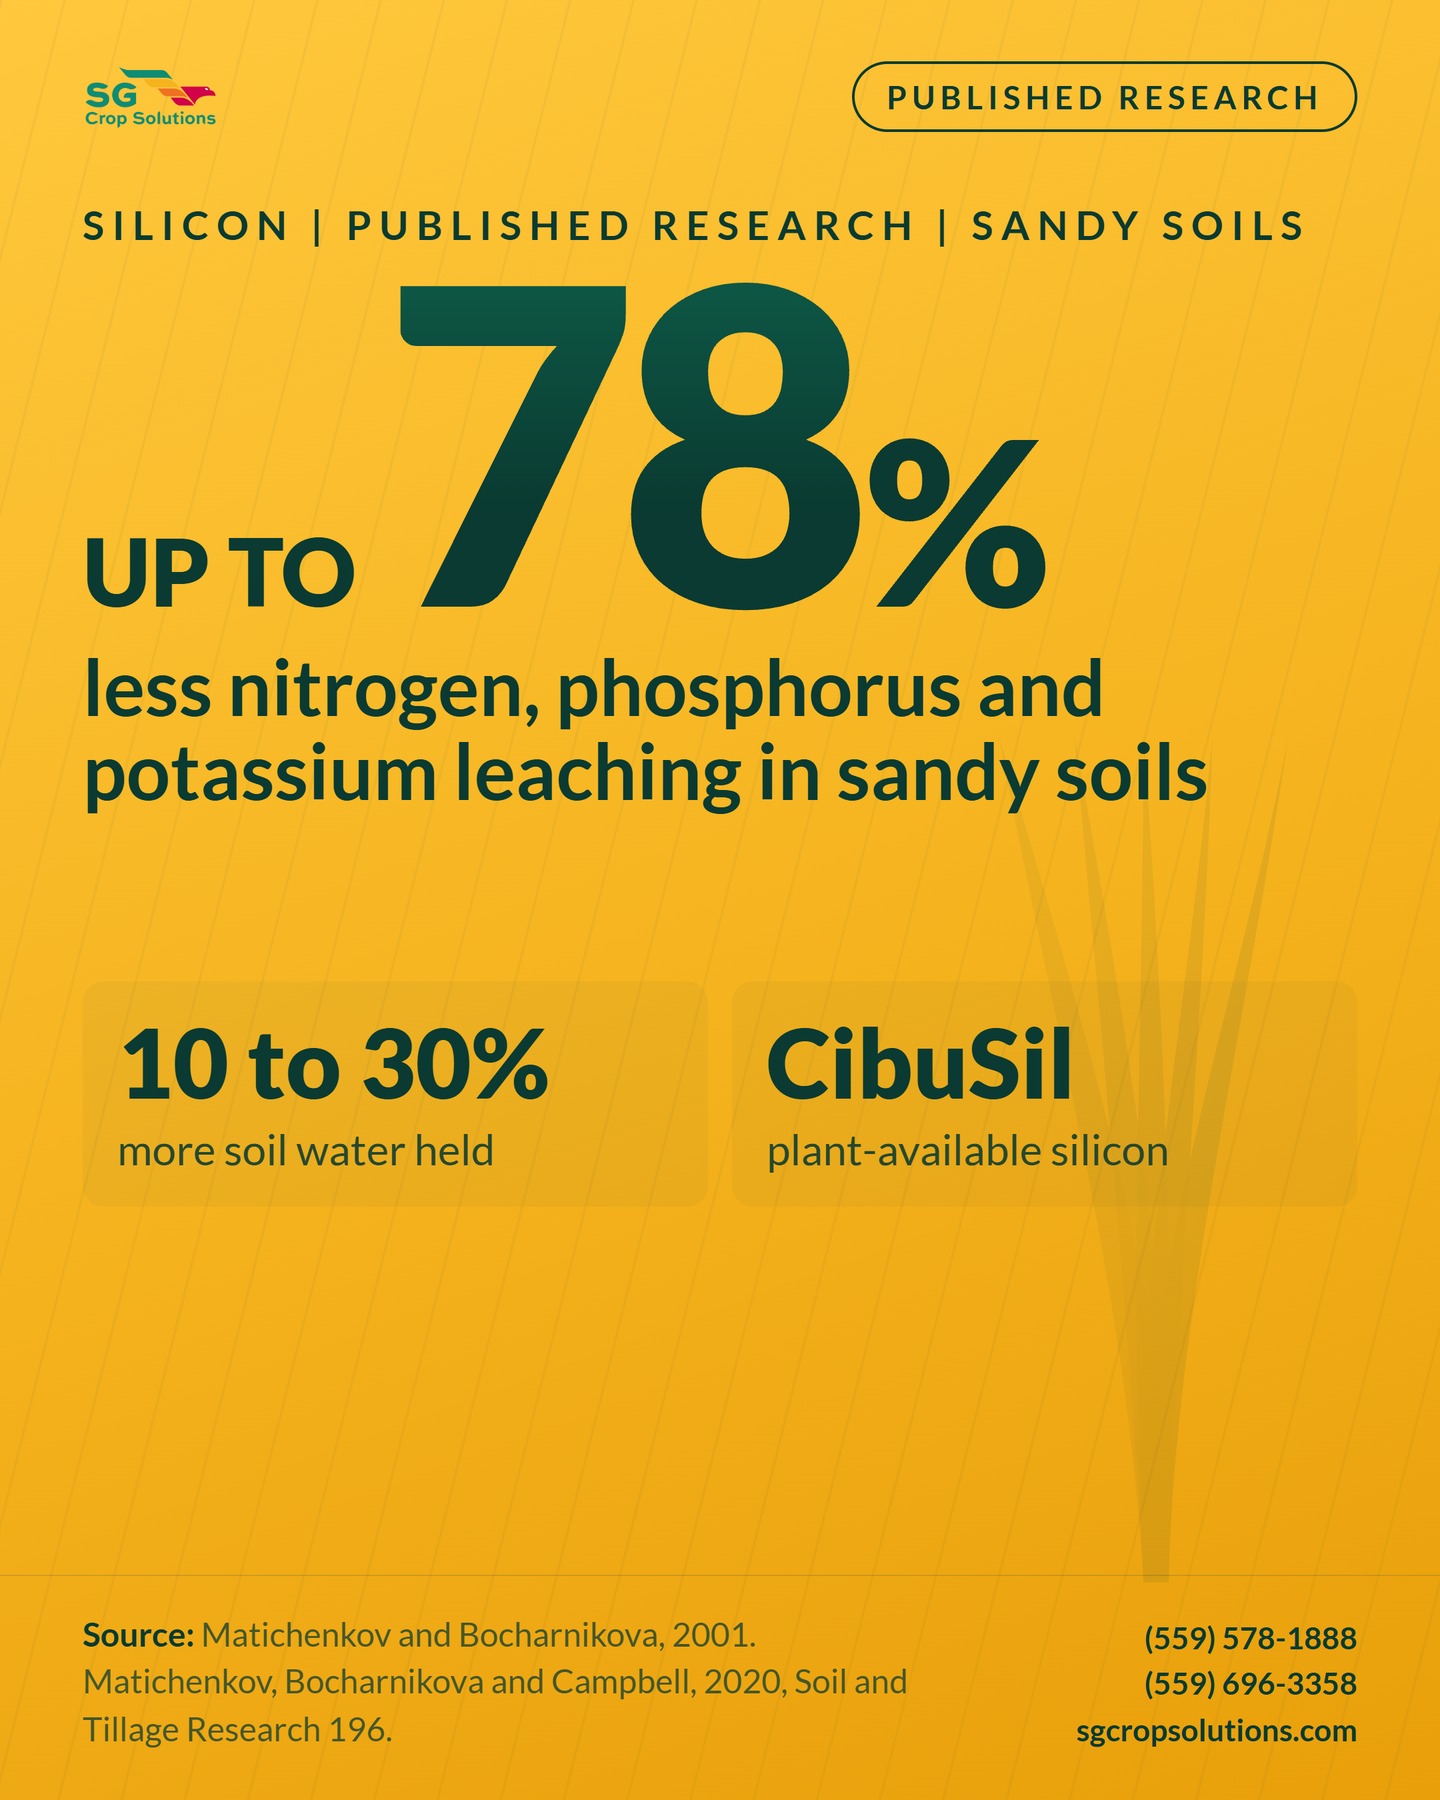 SG
Crop Solutions
PUBLISHED RESEARCH
SILICON | PUBLISHED RESEARCH | SANDY SOILS
UP TO 78%
less nitrogen, phosphorus and
potassium leaching in sandy soils
10 to 30%
more soil water held
CibuSil
plant-available silicon
Source: Matichenkov and Bocharnikova, 2001.
Matichenkov, Bocharnikova and Campbell, 2020, Soil and
Tillage Research 196.
(559) 578-1888
(559) 696-3358
sgcropsolutions.com